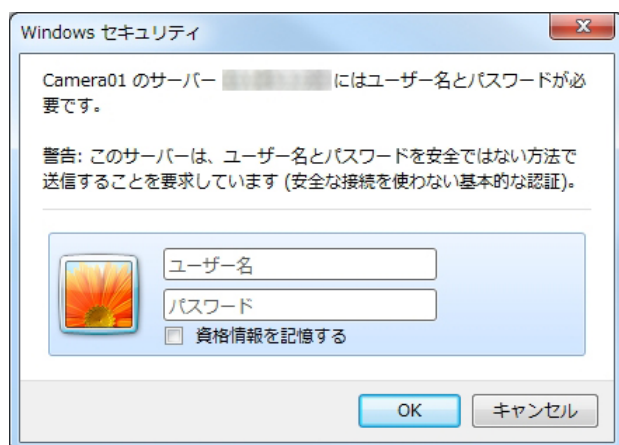 Windows セキュリティ
Camera01 のサーバー にはユーザー名とパスワードが必
要です。
警告: このサーバーは、ユーザー名とパスワードを安全ではない方法で
送信することを要求しています (安全な接続を使わない基本的な認証)。
ユーザー名
パスワード
資格情報を記憶する
OK
キャンセル